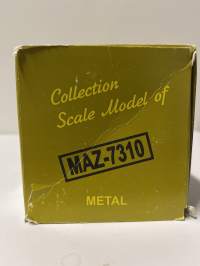 Collection
Scale Model of
MAZ-7310
METAL